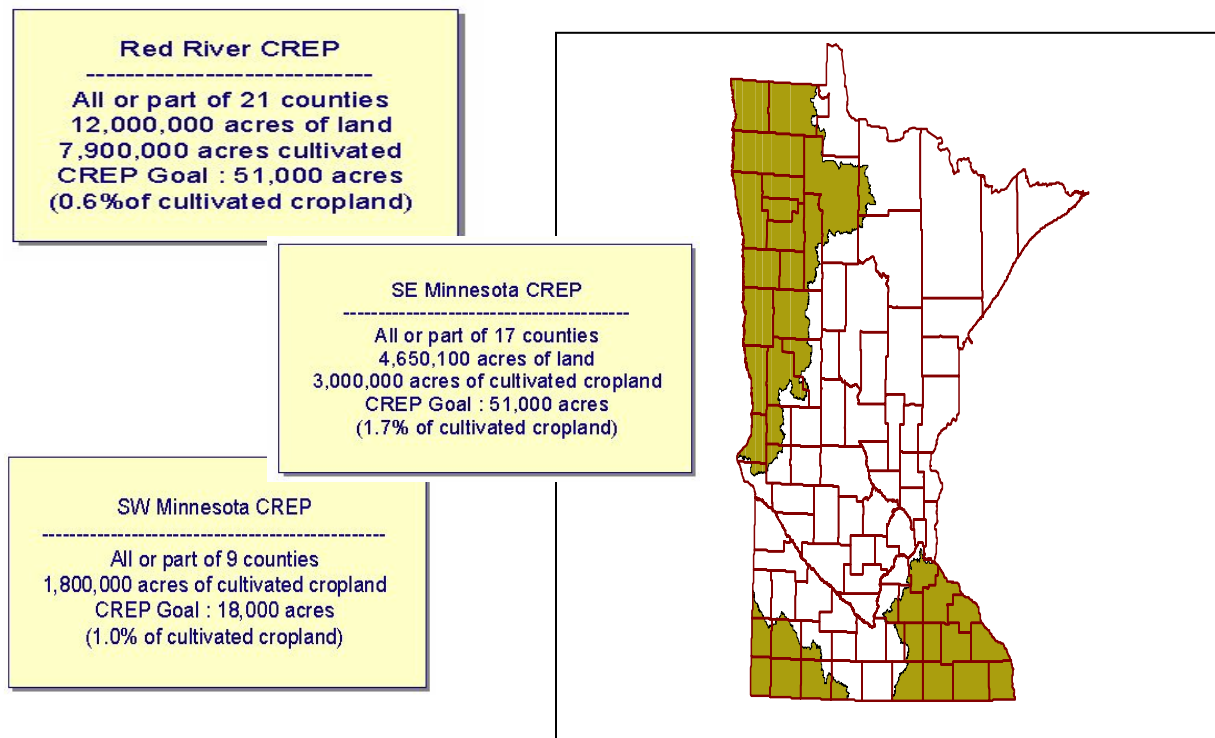 Red River CREP
-----------------------------
All or part of 21 counties
12,000,000 acres of land
7,900,000 acres cultivated
CREP Goal : 51,000 acres
(0.6%of cultivated cropland)
SE Minnesota CREP
-----------------------------------------
All or part of 17 counties
4,650,100 acres of land
3,000,000 acres of cultivated cropland
CREP Goal : 51,000 acres
(1.7% of cultivated cropland)
SW Minnesota CREP
-------------------------------------------------
All or part of 9 counties
1,800,000 acres of cultivated cropland
CREP Goal : 18,000 acres
(1.0% of cultivated cropland)